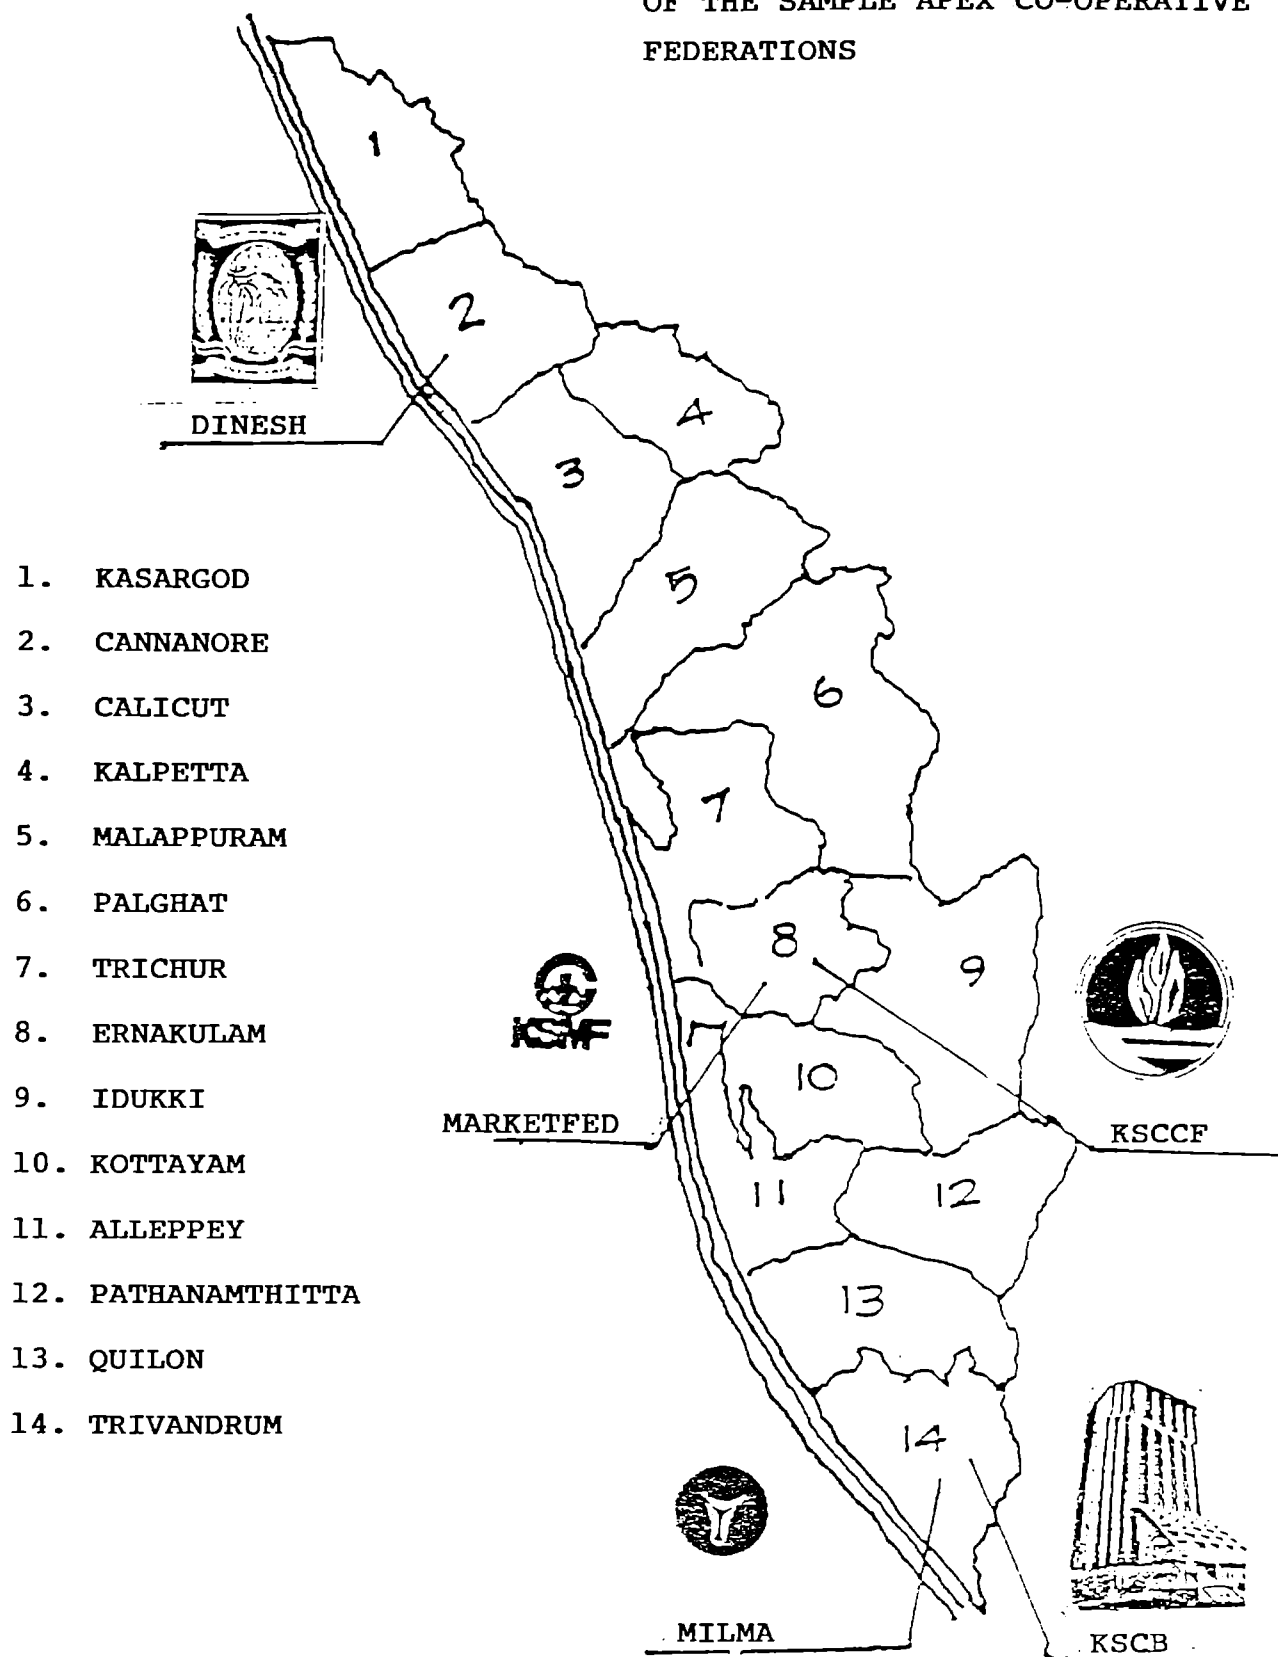 OF THE SAMPLE APEX CO-OPERATIVE
FEDERATIONS
1
2
DINESH
4
3
5
1. KASARGOD
2. CANNANORE
3. CALICUT
4. KALPETTA
5. MALAPPURAM
6. PALGHAT
7. TRICHUR
8. ERNAKULAM
9. IDUKKI
10. KOTTAYAM
11. ALLEPPEY
12. PATHANAMTHITTA
13. QUILON
14. TRIVANDRUM
6
7
8
9
KSMF
10
MARKETFED
KSCCF
11
12
13
14
MILMA
KSCB